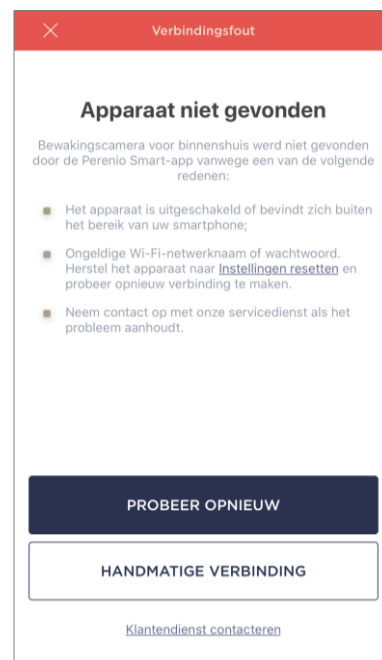 Verbindingsfout
Apparaat niet gevonden
Bewakingscamera voor binnenshuis werd niet gevonden
door de Perenio Smart-app vanwege een van de volgende
redenen:
Het apparaat is uitgeschakeld of bevindt zich buiten
het bereik van uw smartphone;
Ongeldige Wi-Fi-netwerknaam of wachtwoord.
Herstel het apparaat naar Instellingen resetten en
probeer opnieuw verbinding te maken.
Neem contact op met onze servicedienst als het
probleem aanhoudt.
PROBEER OPNIEUW
HANDMATIGE VERBINDING
Klantendienst contacteren